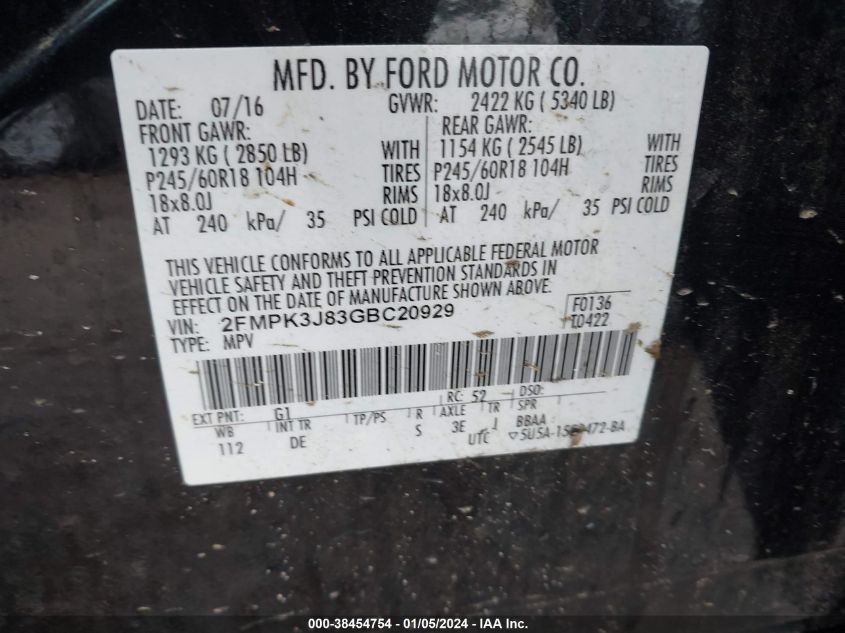 MFD. BY FORD MOTOR CO.
DATE: 07/16 GVWR: 2422 KG ( 5340 LB)
FRONT GAWR: REAR GAWR:
1293 KG ( 2850 LB) WITH 1154 KG ( 2545 LB) WITH
P245/60R18 104H TIRES P245/60R18 104H TIRES
18x8.0J RIMS 18x8.0J RIMS
AT 240 kPa/ 35 PSI COLD AT 240 kPa/ 35 PSI COLD
THIS VEHICLE CONFORMS TO ALL APPLICABLE FEDERAL MOTOR
VEHICLE SAFETY AND THEFT PREVENTION STANDARDS IN
EFFECT ON THE DATE OF MANUFACTURE SHOWN ABOVE.
VIN: 2FMPK3J83GBC20929 F0136
TYPE: MPV T0422
RC: 52 DSO:
EXT PNT: G1
WB INT TR TP/PS R AXLE TR SPR
112 DE S 3E J BBAA
UTC
000-38454754 - 01/05/2024 - IAA Inc.